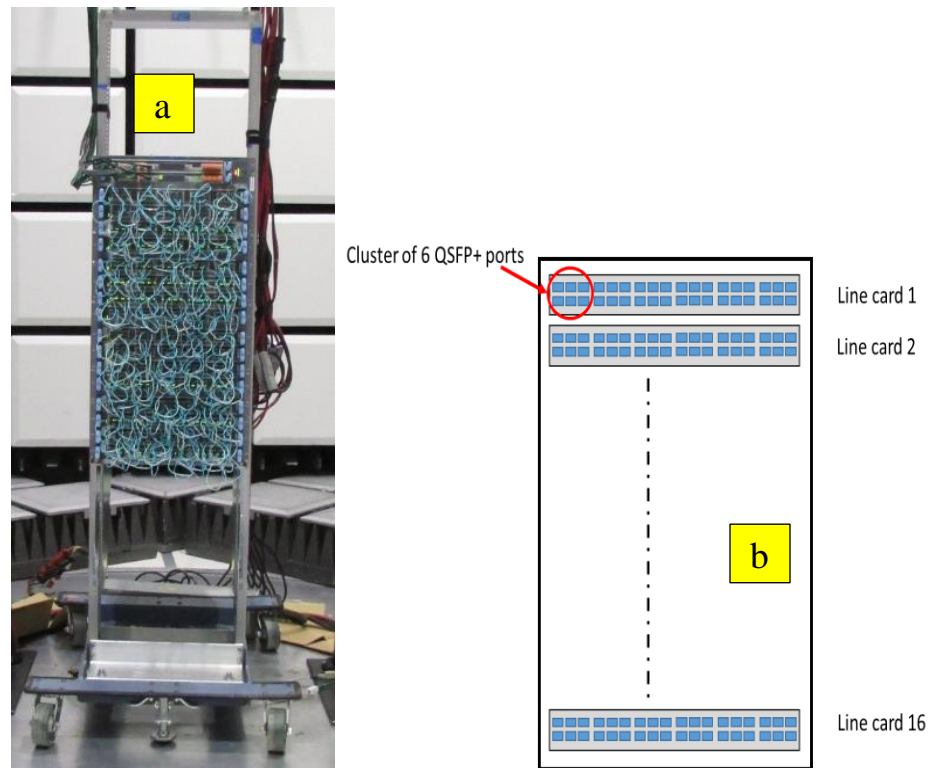 a
Cluster of 6 QSFP+ ports
Line card 1
Line card 2
b
Line card 16